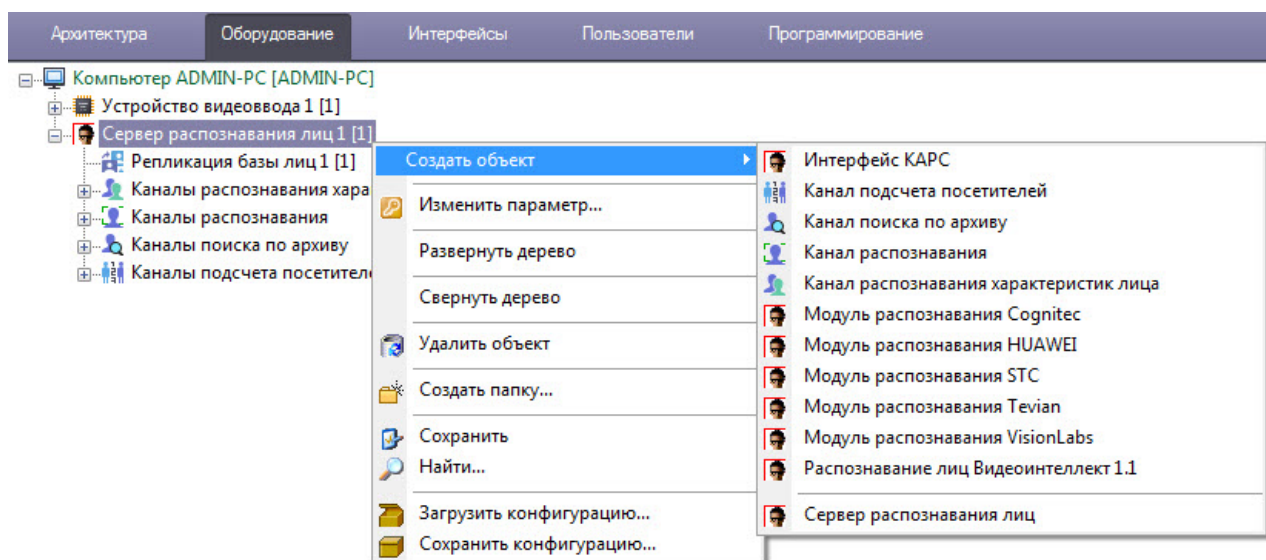 Архитектура
Оборудование
Интерфейсы
Пользователи
Программирование
Компьютер ADMIN-PC [ADMIN-PC]
Устройство видеоввода 1 [1]
Сервер распознавания лиц 1 [1]
Репликация базы лиц 1 [1]
Каналы распознавания хара
Каналы распознавания
Каналы поиска по архиву
Каналы подсчета посетител
Создать объект
Изменить параметр...
Развернуть дерево
Свернуть дерево
Удалить объект
Создать папку...
Сохранить
Найти...
Загрузить конфигурацию...
Сохранить конфигурацию...
Интерфейс КАРС
Канал подсчета посетителей
Канал поиска по архиву
Канал распознавания
Канал распознавания характеристик лица
Модуль распознавания Cognitec
Модуль распознавания HUAWEI
Модуль распознавания STC
Модуль распознавания Tevian
Модуль распознавания VisionLabs
Распознавание лиц Видеоинтеллект 1.1
Сервер распознавания лиц